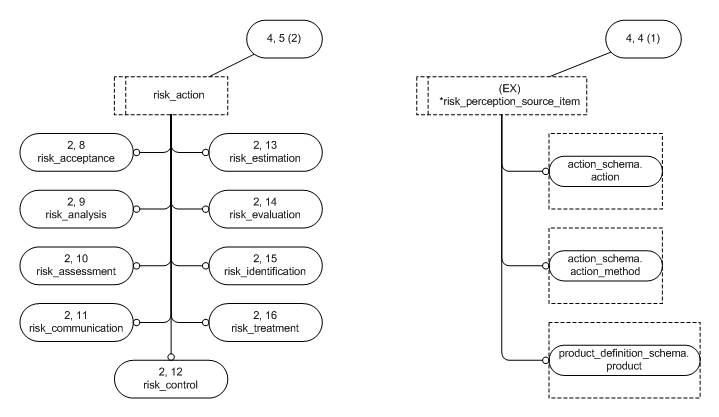 4, 5 (2)
risk_action
2, 8
risk_acceptance
2, 13
risk_estimation
2, 9
risk_analysis
2, 14
risk_evaluation
2, 10
risk_assessment
2, 15
risk_identification
2, 11
risk_communication
2, 16
risk_treatment
2, 12
risk_control
4, 4 (1)
(EX)
*risk_perception_source_item
action_schema.
action
action_schema.
action_method
product_definition_schema.
product